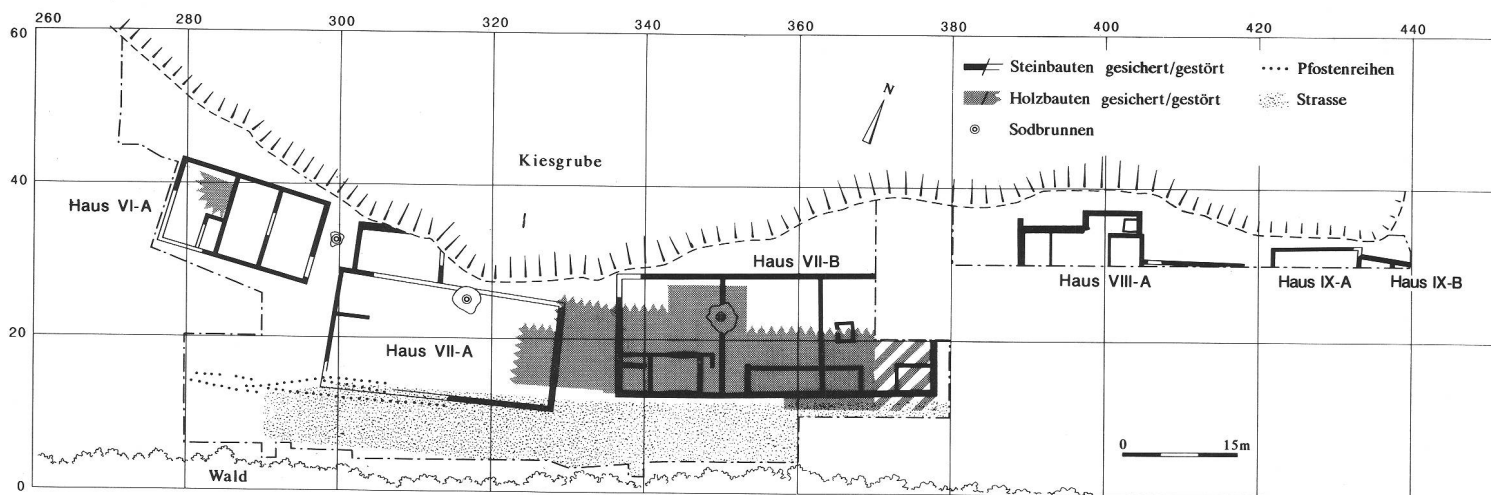 260 280 300 320 340 360 380 400 420 440
60
Steinbauten gesichert/gestört
Pfostenreihen
Holzbauten gesichert/gestört
Strasse
Sodbrunnen
N
Kiesgrube
40
Haus VI-A
Haus VII-B
Haus VIII-A
Haus IX-A
Haus IX-B
20
Haus VII-A
0 15m
Wald
0